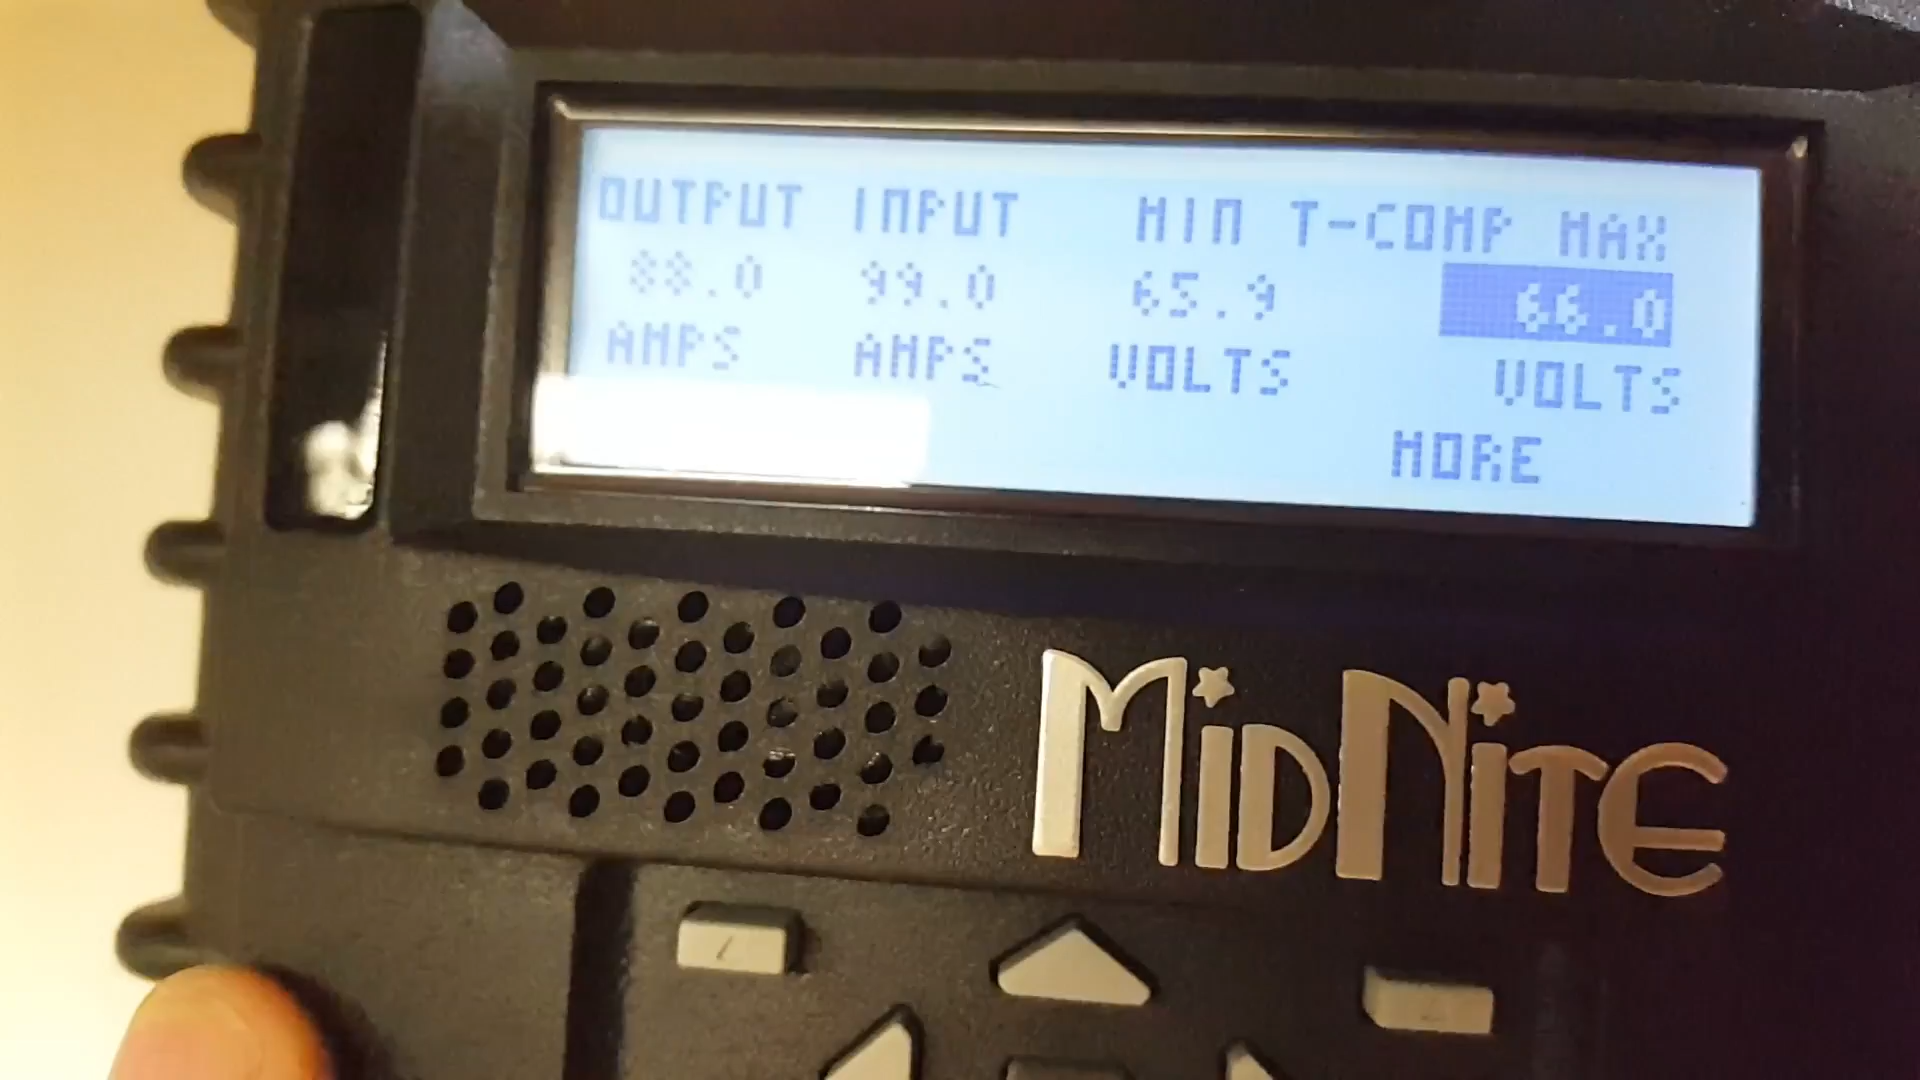 OUTPUT INPUT MIN T-COMP MAX
88.0 99.0 65.9 66.0
AMPS AMPS VOLTS VOLTS
MORE
MIDNITE